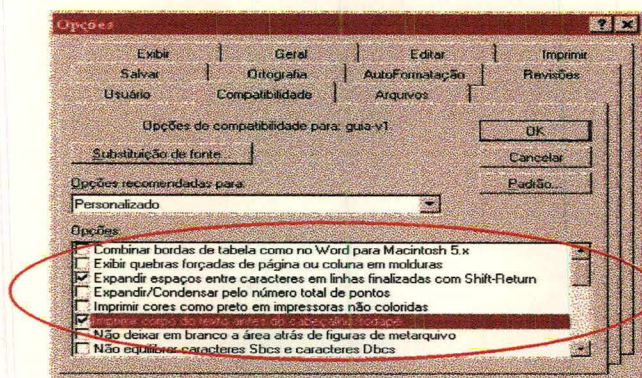 Opções
Exibir Geral Editar Imprimir
Salvar Ortografia AutoFormatação Revisões
Usuário Compatibilidade Arquivos
Opções de compatibilidade para: guia-v1
OK
Substituição de fonte...
Cancelar
Opções recomendadas para:
Padrão...
Personalizado
Opções:
Combinar bordas de tabela como no Word para Macintosh 5.x
Exibir quebras forçadas de página ou coluna em molduras
Expandir espaços entre caracteres em linhas finalizadas com Shift-Return
Expandir/Condensar pelo número total de pontos
Imprimir cores como preto em impressoras não coloridas
Imprimir corpo do texto antes do cabeçalho/rodapé
Não deixar em branco a área atrás de figuras de metarquivo
Não equilibrar caracteres Sbcs e caracteres Dbcs